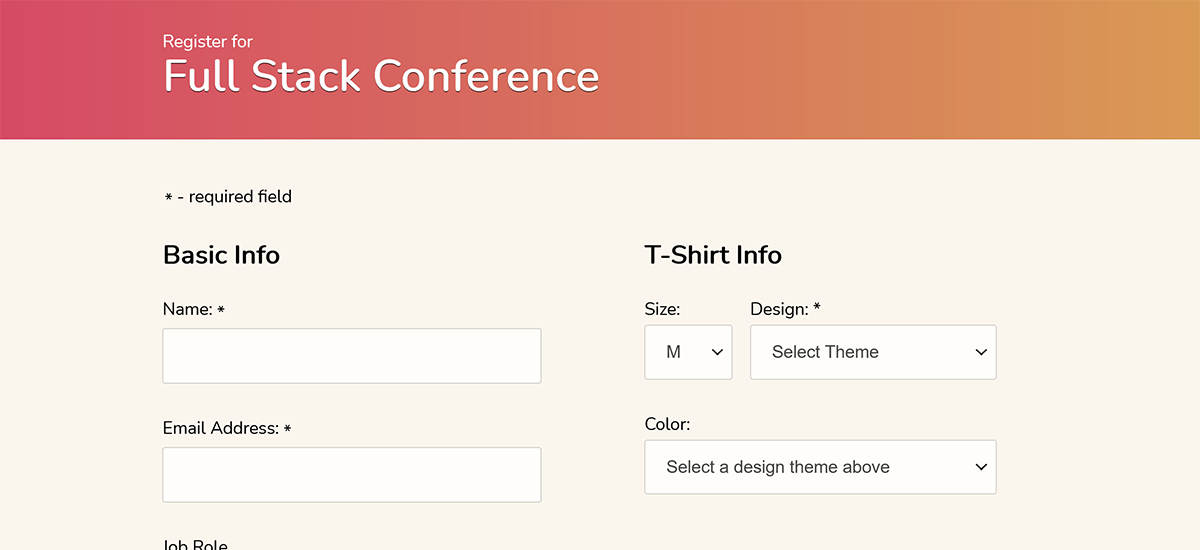 Register for
Full Stack Conference
* - required field
Basic Info
Name: *
Email Address: *
Job Role
T-Shirt Info
Size:
M
Design: *
Select Theme
Color:
Select a design theme above